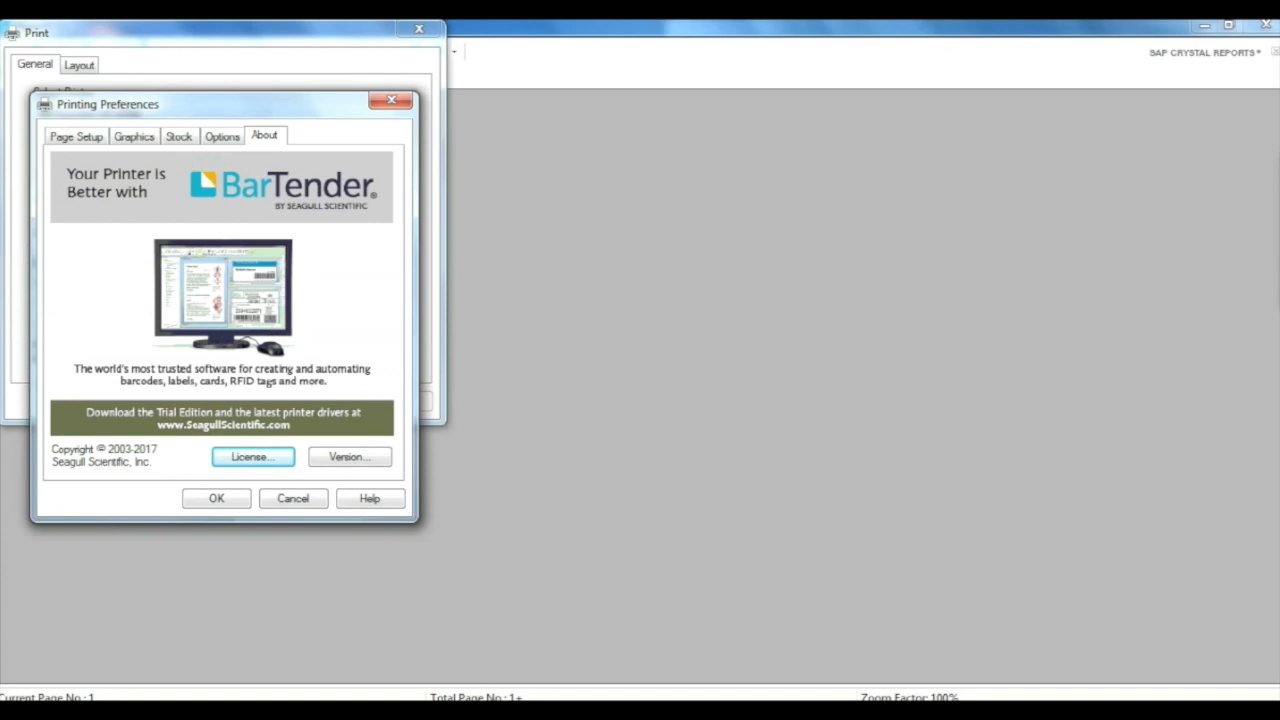 Print
SAP CRYSTAL REPORTS®
General
Layout
Printing Preferences
Page Setup
Graphics
Stock
Options
About
Your Printer is
Better with
BarTender®
BY SEAGULL SCIENTIFIC
The world's most trusted software for creating and automating
barcodes, labels, cards, RFID tags and more.
Download the Trial Edition and the latest printer drivers at
www.SeagullScientific.com
Copyright © 2003-2017
Seagull Scientific, Inc.
License...
Version...
OK
Cancel
Help
Current Page No.: 1
Total Page No.: 1+
Zoom Factor: 100%